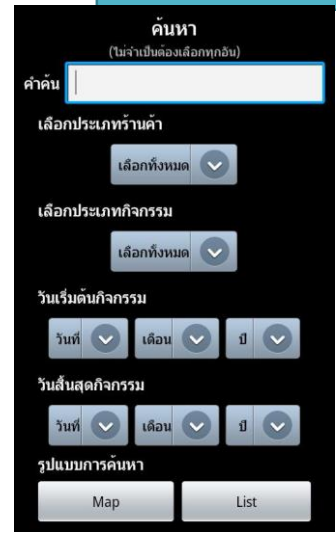 ค้นหา
(ไม่จำเป็นต้องเลือกทุกอัน)
คำค้น
เลือกประเภทร้านค้า
เลือกทั้งหมด
เลือกประเภทกิจกรรม
เลือกทั้งหมด
วันเริ่มต้นกิจกรรม
วันที่ เดือน ปี
วันสิ้นสุดกิจกรรม
วันที่ เดือน ปี
รูปแบบการค้นหา
Map List